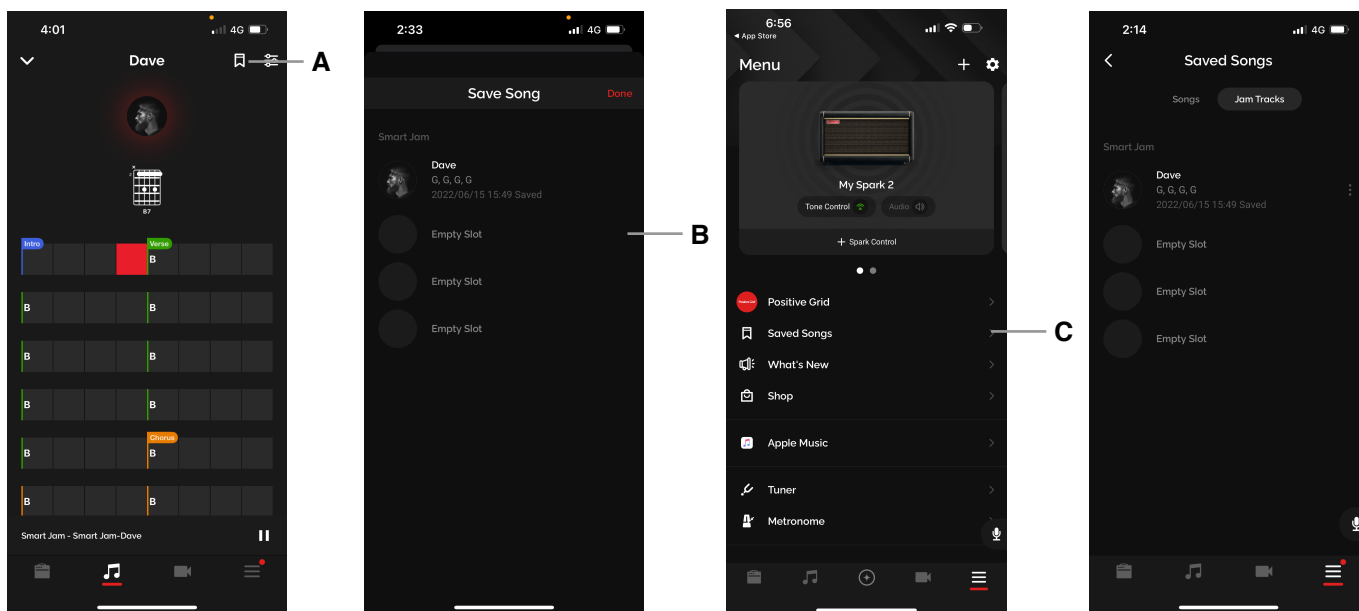 4:01
4G
Dave
A
2
B7
Intro
Verse
B
B
B
B
B
B
B
B
Chorus
B
B
B
Smart Jam - Smart Jam-Dave
2:33
4G
Save Song
Done
Smart Jam
Dave
G, G, G, G
2022/06/15 15:49 Saved
Empty Slot
B
Empty Slot
Empty Slot
6:56
App Store
Menu
My Spark 2
Tone Control
Audio
+ Spark Control
Positive Grid
Saved Songs
C
What's New
Shop
Apple Music
Tuner
Metronome
2:14
4G
Saved Songs
Songs
Jam Tracks
Smart Jam
Dave
G, G, G, G
2022/06/15 15:49 Saved
Empty Slot
Empty Slot
Empty Slot